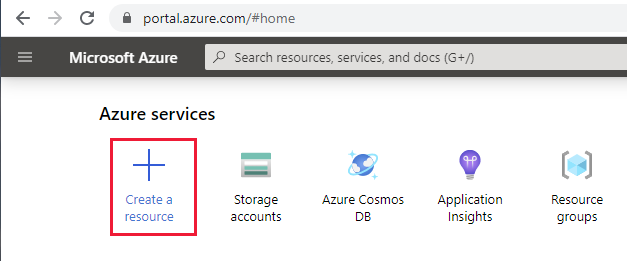 portal.azure.com/#home
Microsoft Azure
Search resources, services, and docs (G+/)
Azure services
Create a
resource
Storage
accounts
Azure Cosmos
DB
Application
Insights
Resource
groups